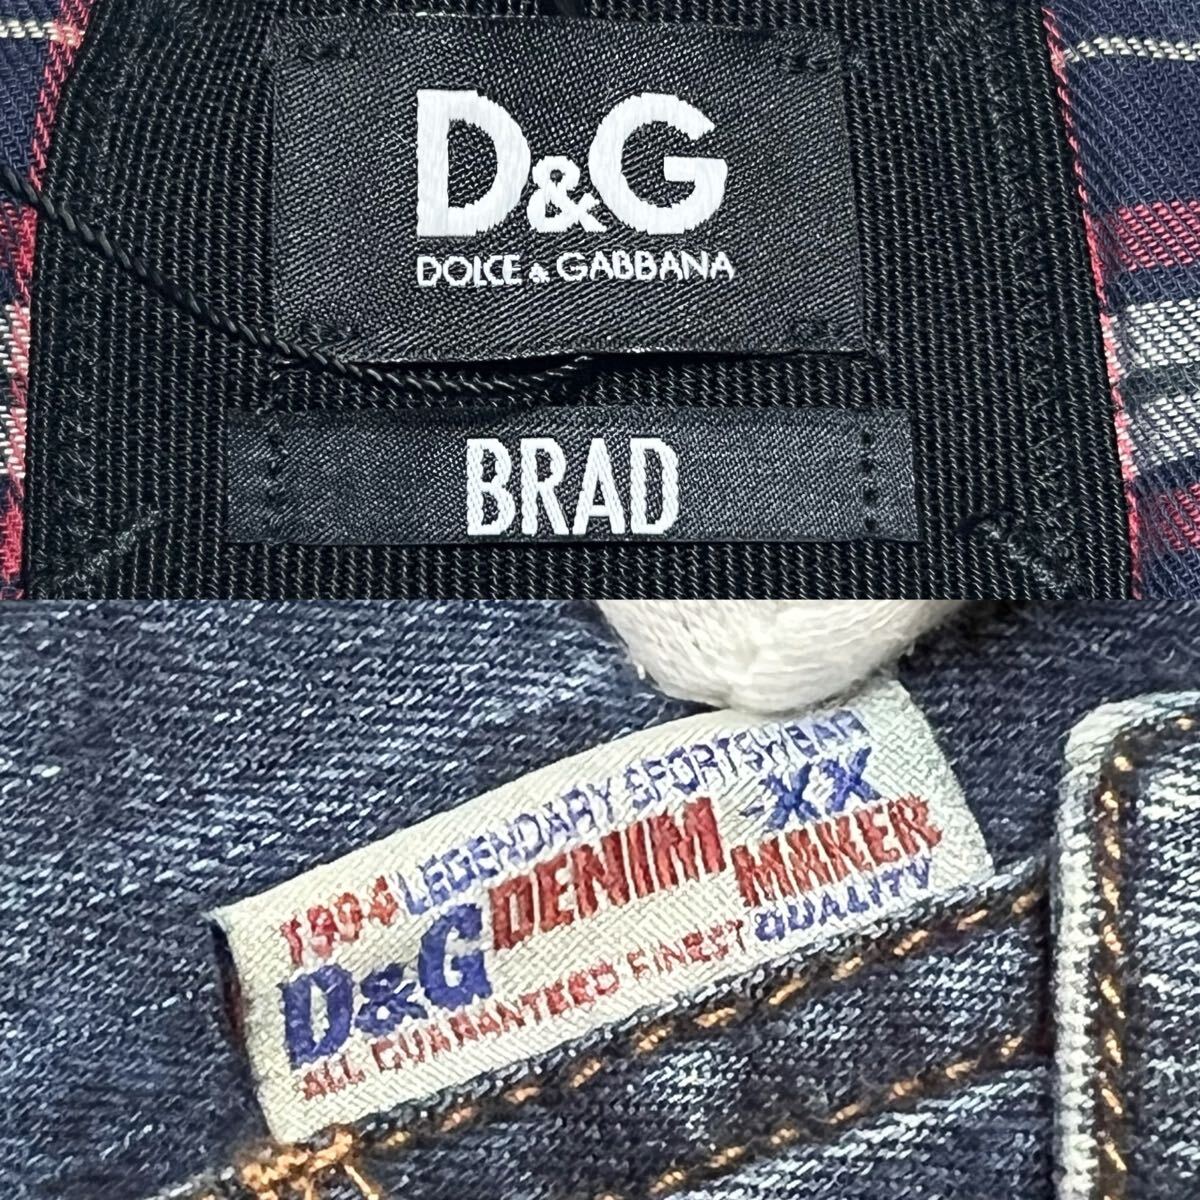 D&G
DOLCE & GABBANA
BRAD
1994 LEGENDARY SPORTSWEAR
D&G DENIM XX MAKER
ALL GUARANTEED FINEST QUALITY